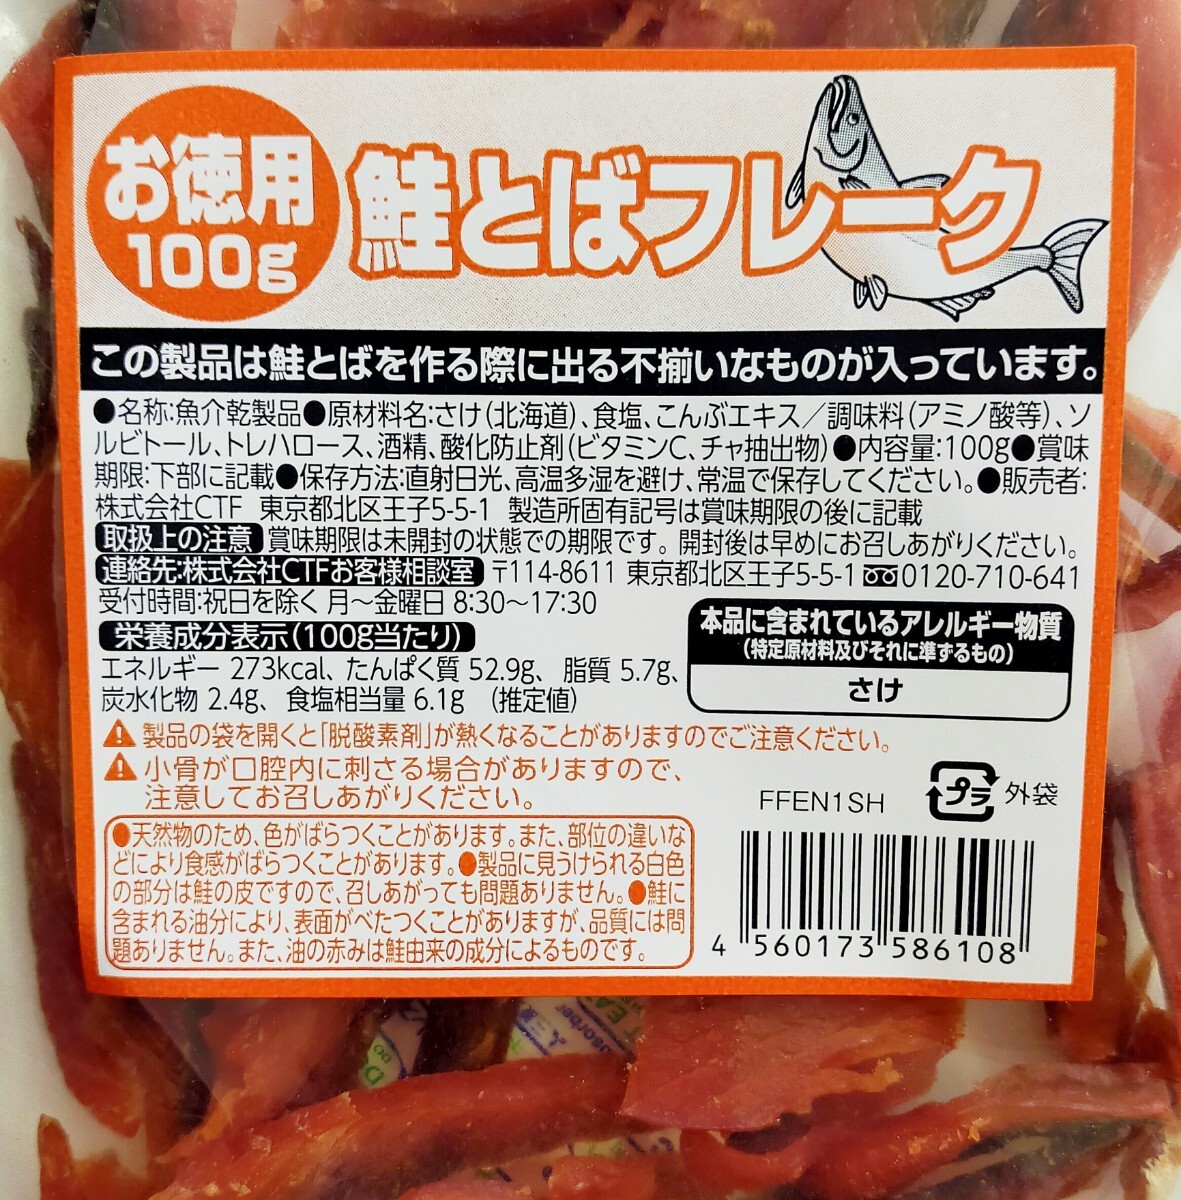 お徳用
100g
鮭とばフレーク
この製品は鮭とばを作る際に出る不揃いなものが入っています。
●名称:魚介乾製品●原材料名:さけ(北海道)、食塩、こんぶエキス／調味料(アミノ酸等)、ソ
ルビトール、トレハロース、酒精、酸化防止剤(ビタミンC、チャ抽出物)●内容量:100g●賞味
期限:下部に記載●保存方法:直射日光、高温多湿を避け、常温で保存してください。●販売者:
株式会社CTF 東京都北区王子5-5-1 製造所固有記号は賞味期限の後に記載
取扱上の注意 賞味期限は未開封の状態での期限です。開封後は早めにお召しあがりください。
連絡先:株式会社CTFお客様相談室 〒114-8611 東京都北区王子5-5-1 0120-710-641
受付時間:祝日を除く 月～金曜日 8:30～17:30
栄養成分表示(100g当たり)
エネルギー 273kcal、たんぱく質 52.9g、脂質 5.7g、
炭水化物 2.4g、食塩相当量 6.1g (推定値)
本品に含まれているアレルギー物質
(特定原材料及びそれに準ずるもの)
さけ
⚠製品の袋を開くと「脱酸素剤」が熱くなることがありますのでご注意ください。
⚠小骨が口腔内に刺さる場合がありますので、
注意してお召しあがりください。
FFEN1SH
プラ 外袋
●天然物のため、色がばらつくことがあります。また、部位の違いな
どにより食感がばらつくことがあります。●製品に見うけられる白色
の部分は鮭の皮ですので、召しあがっても問題ありません。●鮭に
含まれる油分により、表面がべたつくことがありますが、品質には問
題ありません。また、油の赤みは鮭由来の成分によるものです。
4 560173 586108